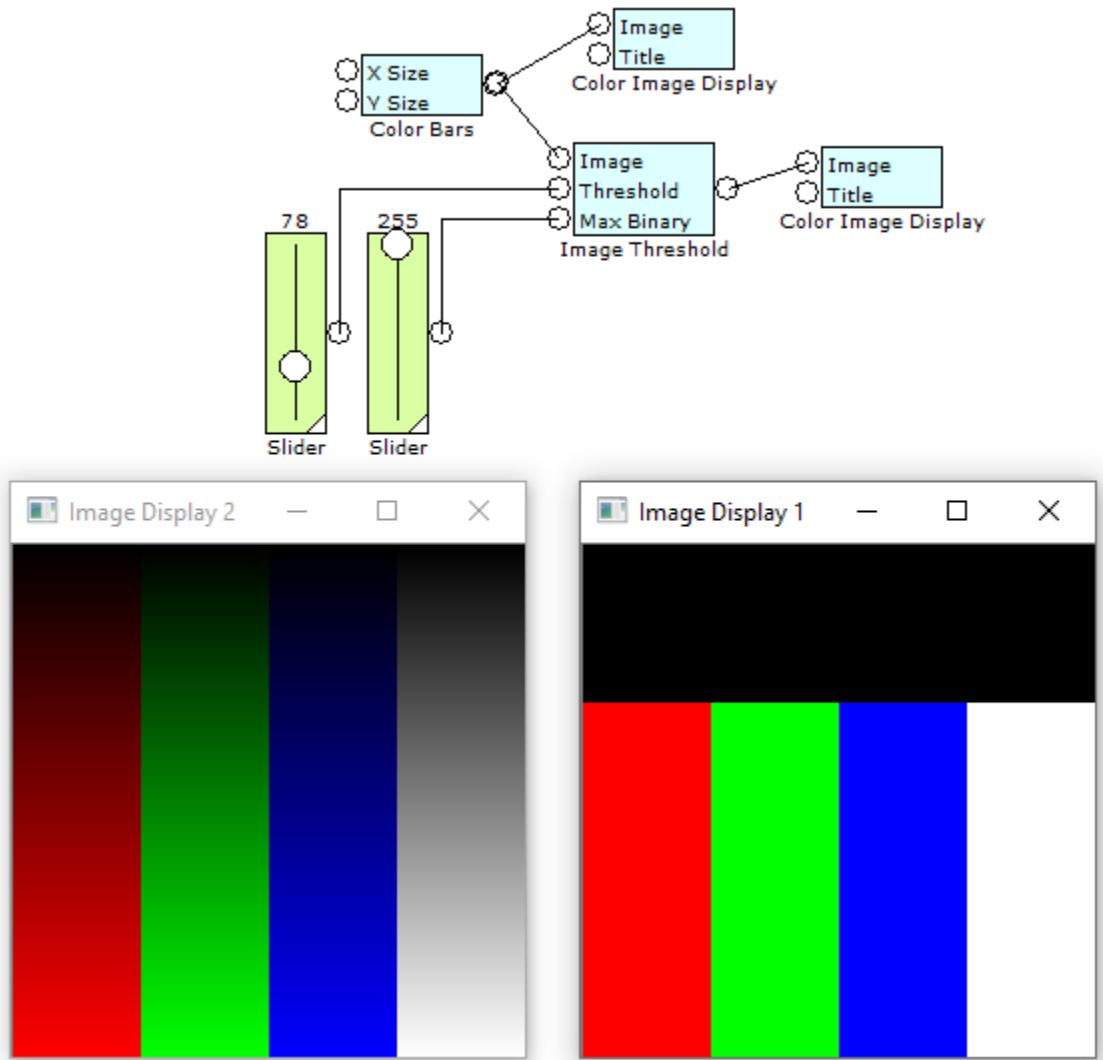 Image
Title
Color Image Display
X Size
Y Size
Color Bars
Image
Threshold
Max Binary
Image Threshold
Image
Title
Color Image Display
78
255
Slider
Slider
Image Display 2
Image Display 1